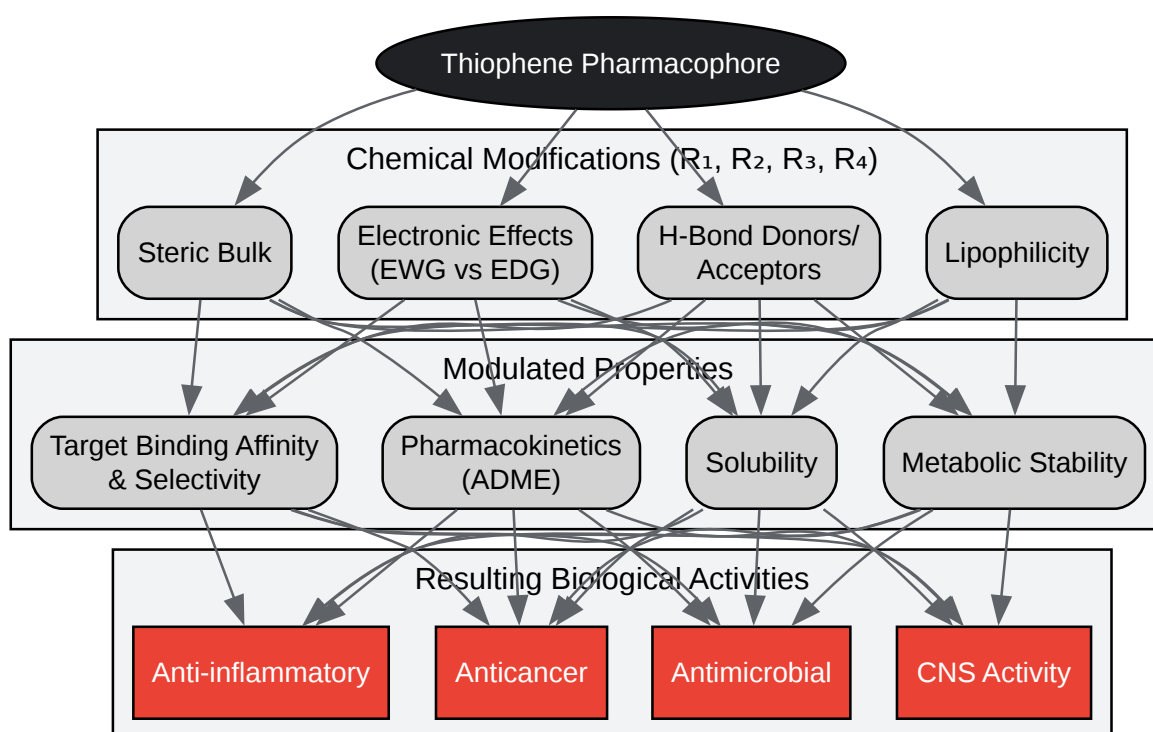 Thiophene Pharmacophore
Chemical Modifications (R₁, R₂, R₃, R₄)
Steric Bulk
Electronic Effects
(EWG vs EDG)
H-Bond Donors/
Acceptors
Lipophilicity
Modulated Properties
Target Binding Affinity
& Selectivity
Pharmacokinetics
(ADME)
Solubility
Metabolic Stability
Resulting Biological Activities
Anti-inflammatory
Anticancer
Antimicrobial
CNS Activity